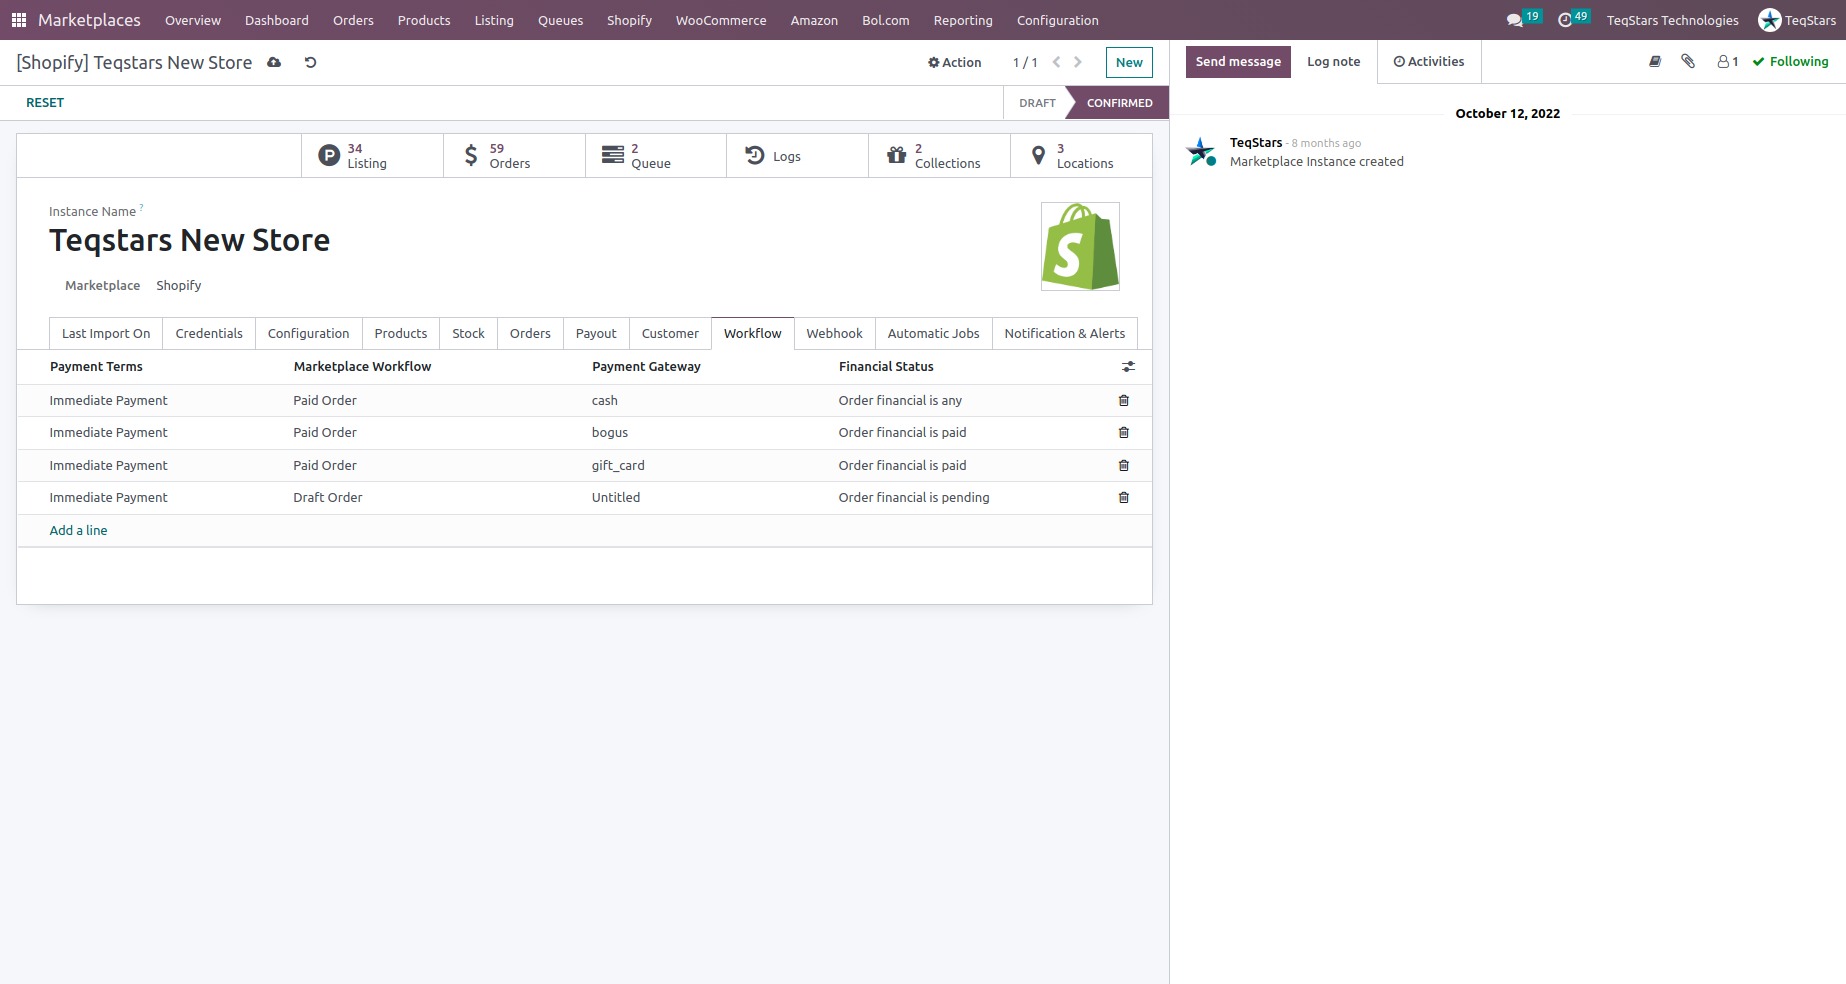 Marketplaces Overview Dashboard Orders Products Listing Queues Shopify WooCommerce Amazon Bol.com Reporting Configuration 19 49 TeqStars Technologies TeqStars
[Shopify] Teqstars New Store Action 1 / 1 New
Send message Log note Activities 1 Following
RESET DRAFT CONFIRMED
October 12, 2022
TeqStars - 8 months ago
Marketplace Instance created
34 Listing
59 Orders
2 Queue
Logs
2 Collections
3 Locations
Instance Name ?
Teqstars New Store
Marketplace Shopify
Last Import On Credentials Configuration Products Stock Orders Payout Customer Workflow Webhook Automatic Jobs Notification & Alerts
Payment Terms Marketplace Workflow Payment Gateway Financial Status
Immediate Payment Paid Order cash Order financial is any
Immediate Payment Paid Order bogus Order financial is paid
Immediate Payment Paid Order gift_card Order financial is paid
Immediate Payment Draft Order Untitled Order financial is pending
Add a line